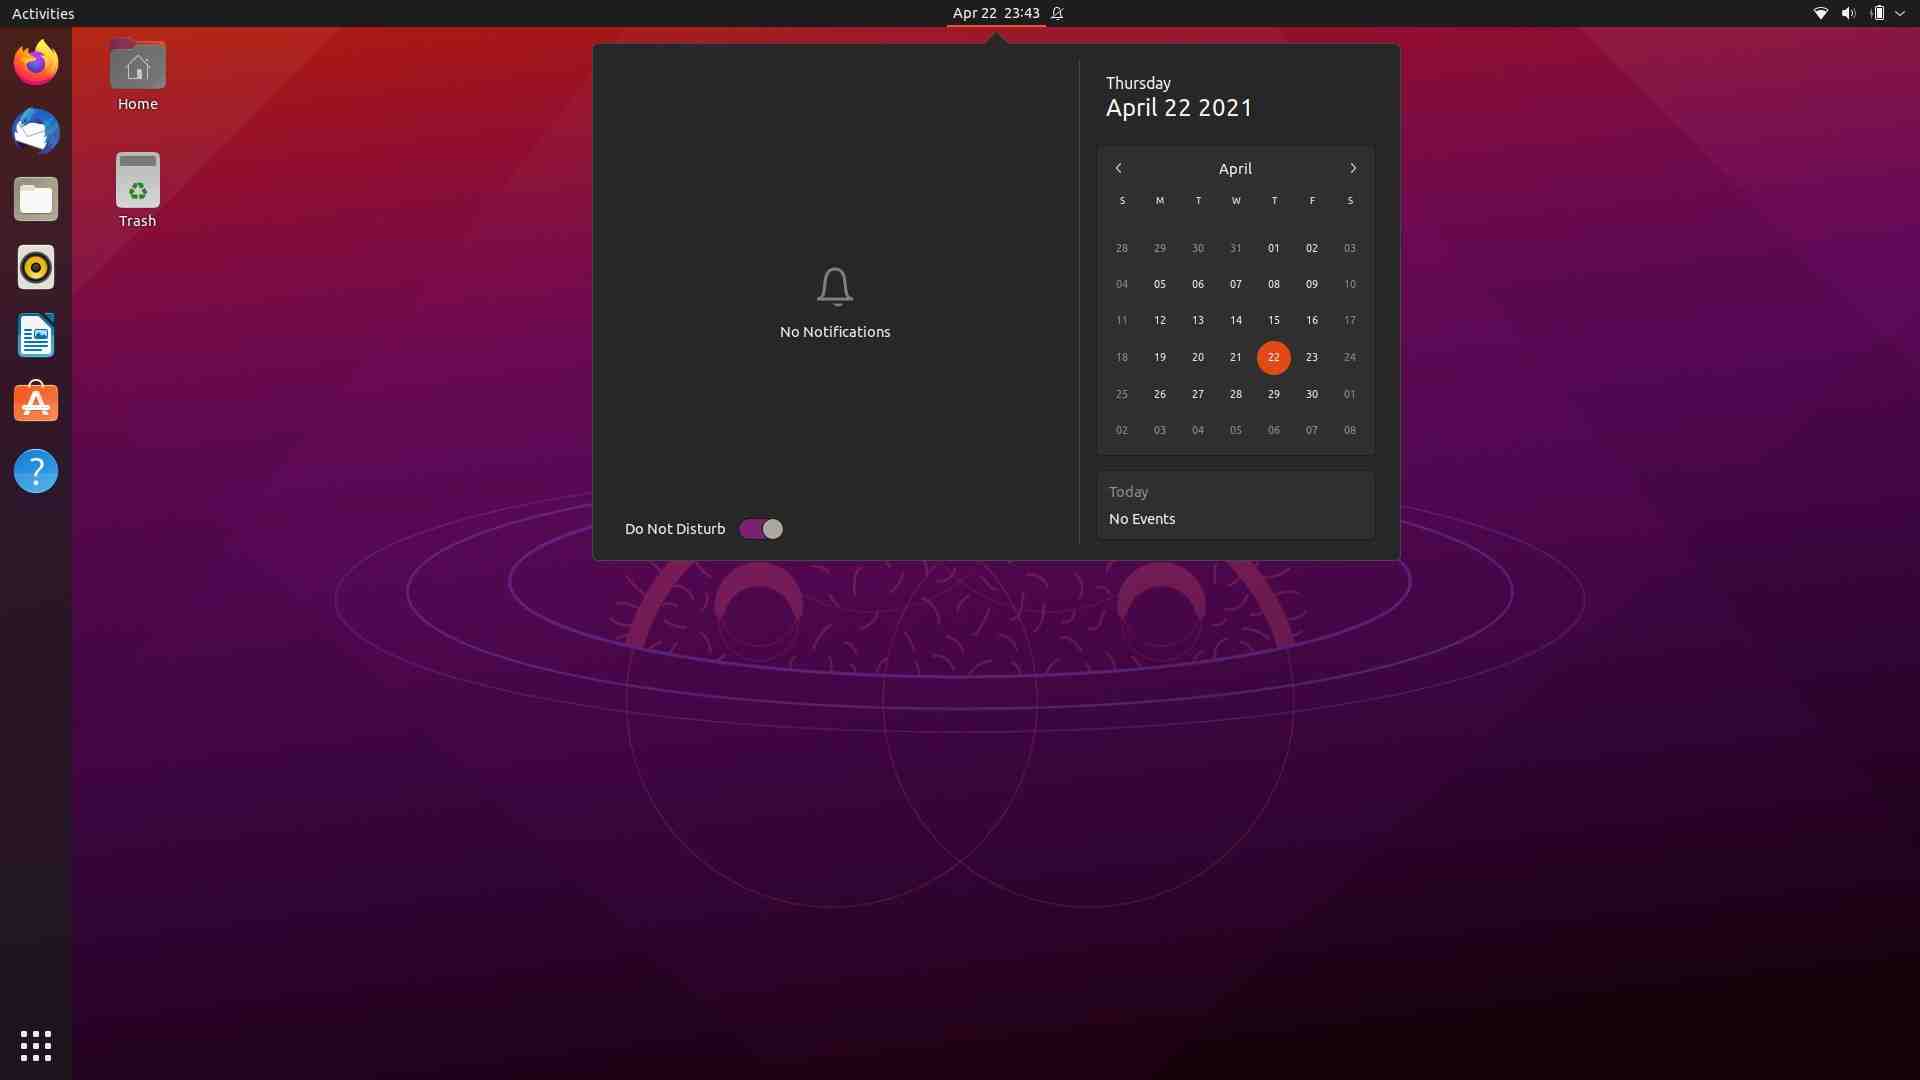 Activities
Apr 22 23:43
Home
Trash
No Notifications
Do Not Disturb
Thursday
April 22 2021
April
S M T W T F S
28 29 30 31 01 02 03
04 05 06 07 08 09 10
11 12 13 14 15 16 17
18 19 20 21 22 23 24
25 26 27 28 29 30 01
02 03 04 05 06 07 08
Today
No Events